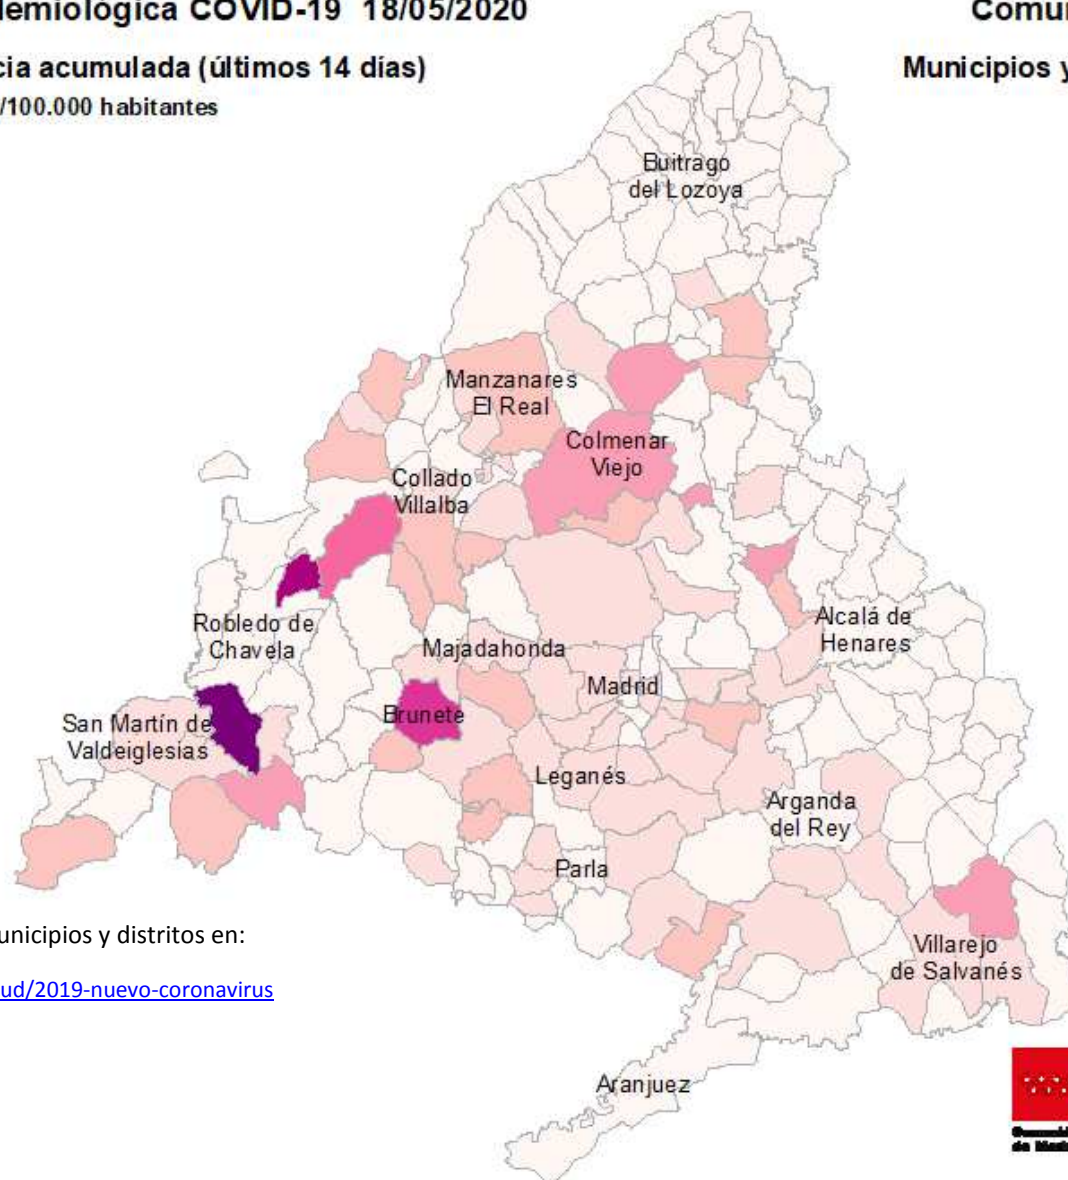 demiológica COVID-19 18/05/2020
Comun
cia acumulada (últimos 14 días)
Municipios y
/100.000 habitantes
Buitrago
del Lozoya
Manzanares
El Real
Colmenar
Viejo
Collado
Villalba
Robledo de
Chavela
Alcalá de
Henares
Majadahonda
Madrid
San Martín de
Valdeiglesias
Brunete
Leganés
Arganda
del Rey
Parla
unicipios y distritos en:
Villarejo
de Salvanés
ud/2019-nuevo-coronavirus
Aranjuez